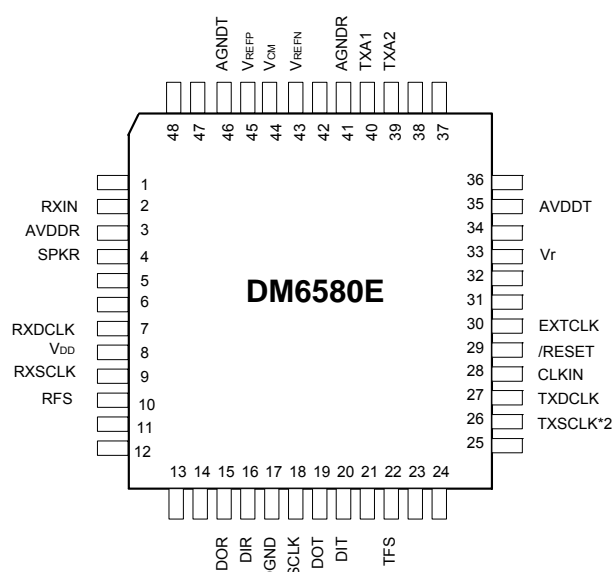 AGNDT
VREFP
VCM
VREFN
AGNDR
TXA1
TXA2
48 47 46 45 44 43 42 41 40 39 38 37
1
RXIN 2
AVDDR 3
SPKR 4
5
6
RXDCLK 7
VDD 8
RXSCLK 9
RFS 10
11
12
DM6580E
36
35 AVDDT
34
33 Vr
32
31
30 EXTCLK
29 /RESET
28 CLKIN
27 TXDCLK
26 TXSCLK*2
25
13 14 15 16 17 18 19 20 21 22 23 24
DOR
DIR
DGND
SCLK
DOT
DIT
TFS